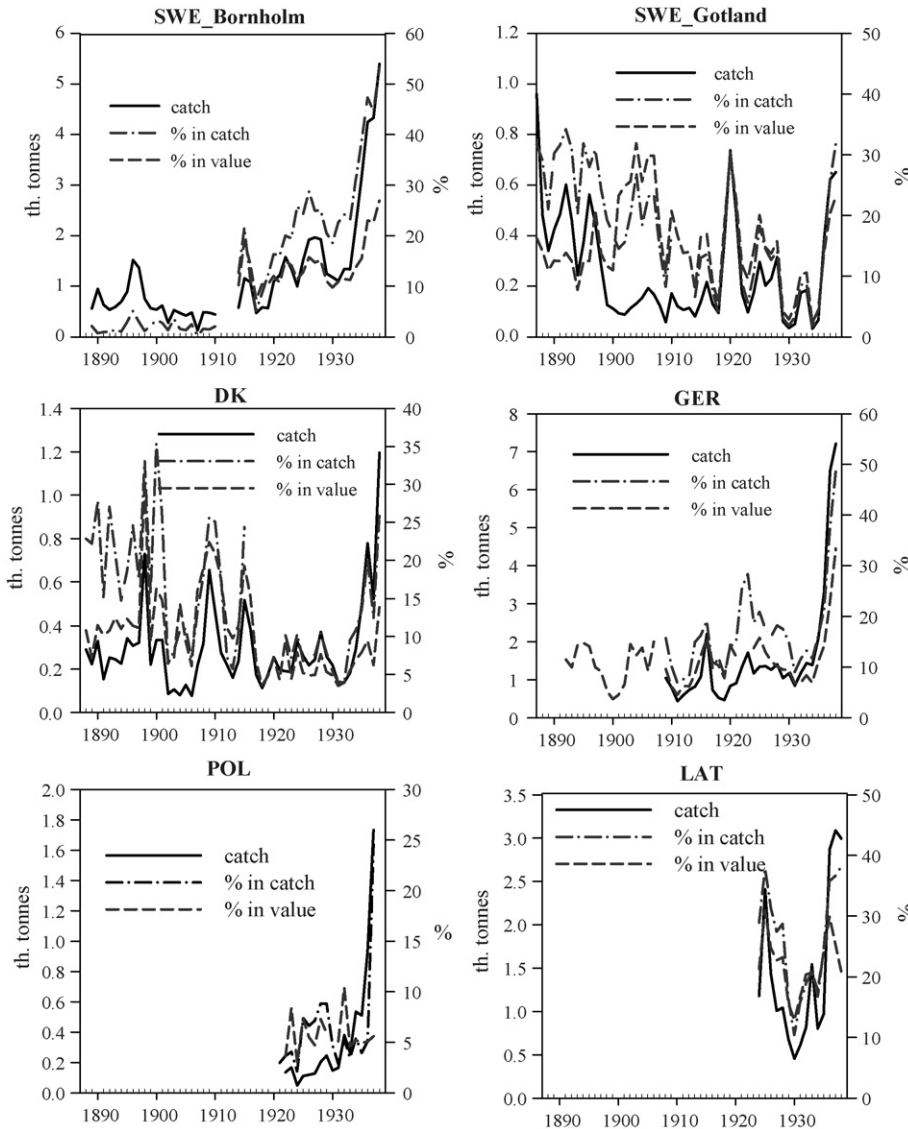 SWE_Bornholm
6
5
4
3
2
1
0
th. tonnes
catch
% in catch
% in value
60
50
40
30
20
10
0
%
1890 1900 1910 1920 1930
SWE_Gotland
1.2
1.0
0.8
0.6
0.4
0.2
0.0
th. tonnes
catch
% in catch
% in value
50
40
30
20
10
0
%
1890 1900 1910 1920 1930
DK
1.4
1.2
1.0
0.8
0.6
0.4
0.2
0.0
th. tonnes
catch
% in catch
% in value
40
35
30
25
20
15
10
5
0
%
1890 1900 1910 1920 1930
GER
8
7
6
5
4
3
2
1
0
th. tonnes
catch
% in catch
% in value
60
50
40
30
20
10
0
%
1890 1900 1910 1920 1930
POL
2.0
1.8
1.6
1.4
1.2
1.0
0.8
0.6
0.4
0.2
0.0
th. tonnes
catch
% in catch
% in value
30
25
20
15
10
5
0
%
1890 1900 1910 1920 1930
LAT
3.5
3.0
2.5
2.0
1.5
1.0
0.5
0.0
th. tonnes
catch
% in catch
% in value
50
40
30
20
10
0
%
1890 1900 1910 1920 1930